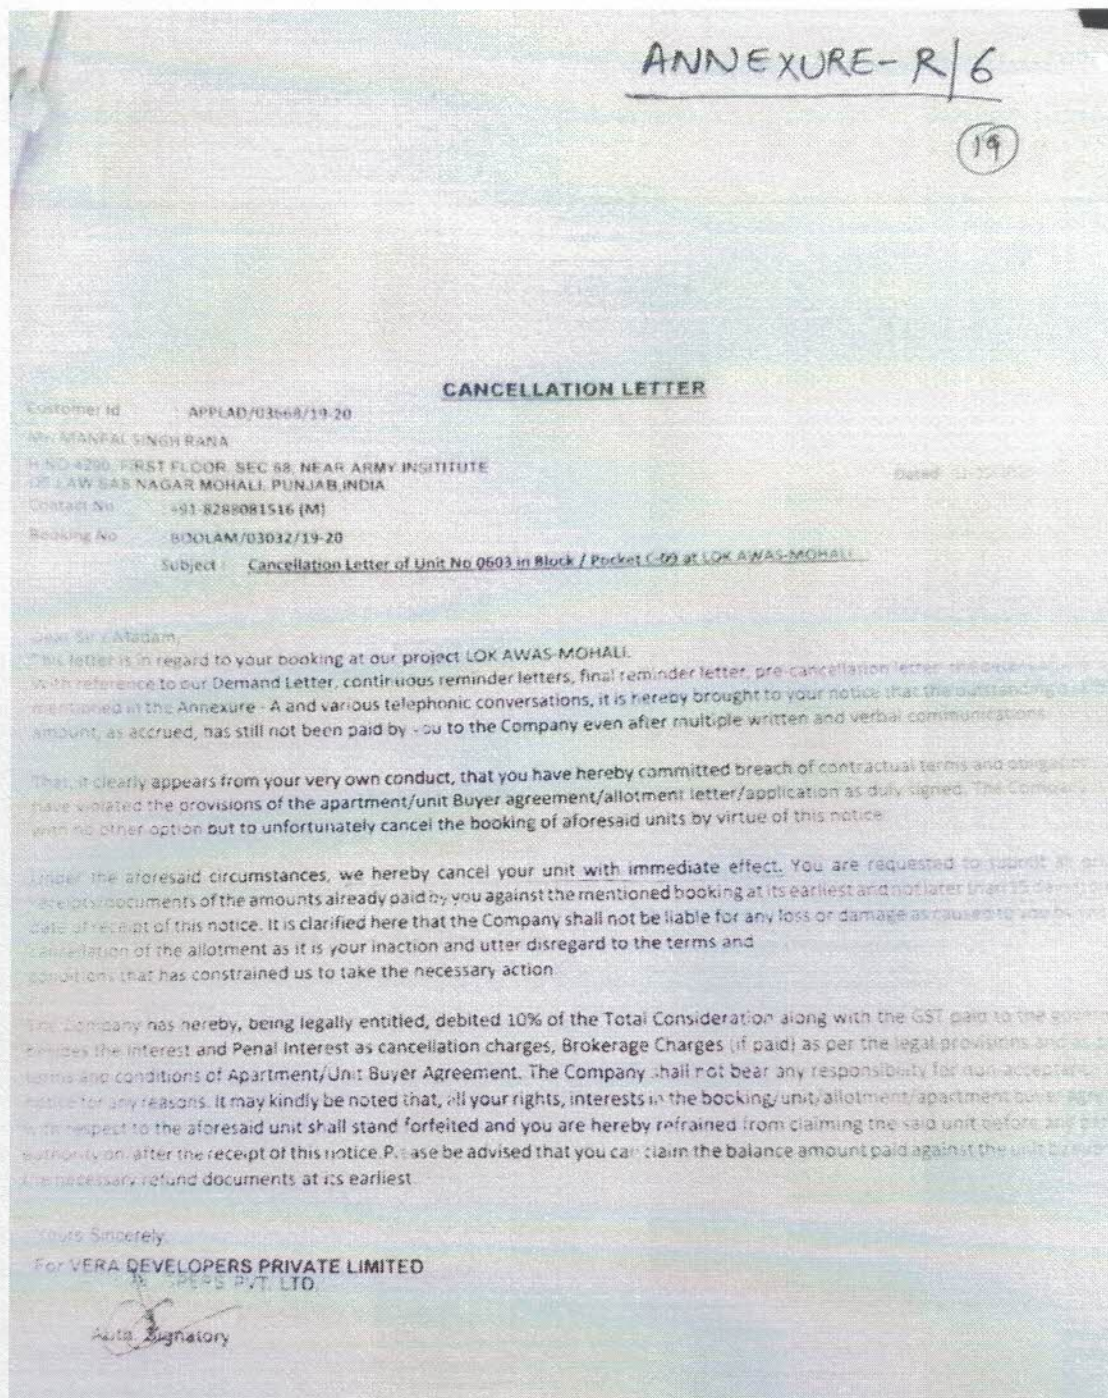 ANNEXURE- R/6
19
CANCELLATION LETTER
Customer Id : APPLAD/03668/19-20
Mr. MANPAL SINGH RANA
H NO 4290, FIRST FLOOR, SEC 68, NEAR ARMY INSITITUTE
OF LAW SAS NAGAR MOHALI, PUNJAB,INDIA
Dated
Contact No : +91-8288081516 (M)
Booking No : BOOLAM/03032/19-20
Subject : Cancellation Letter of Unit No 0603 in Block / Pocket C-09 at LOK AWAS-MOHALI
Dear Sir / Madam,
This letter is in regard to your booking at our project LOK AWAS-MOHALI.
With reference to our Demand Letter, continuous reminder letters, final reminder letter, pre-cancellation letter, the
mentioned in the Annexure - A and various telephonic conversations, it is hereby brought to your notice that the outstanding
amount, as accrued, has still not been paid by you to the Company even after multiple written and verbal communications
That, it clearly appears from your very own conduct, that you have hereby committed breach of contractual terms and
have violated the provisions of the apartment/unit Buyer agreement/allotment letter/application as duly signed. The Company
with no other option but to unfortunately cancel the booking of aforesaid units by virtue of this notice.
Under the aforesaid circumstances, we hereby cancel your unit with immediate effect. You are requested to submit
receipts/documents of the amounts already paid by you against the mentioned booking at its earliest and not later than 15 days
date of receipt of this notice. It is clarified here that the Company shall not be liable for any loss or damage as caused to you
cancellation of the allotment as it is your inaction and utter disregard to the terms and
conditions that has constrained us to take the necessary action.
The Company has hereby, being legally entitled, debited 10% of the Total Consideration along with the GST paid to the
besides the Interest and Penal Interest as cancellation charges, Brokerage Charges (if paid) as per the legal provisions
terms and conditions of Apartment/Unit Buyer Agreement. The Company shall not bear any responsibility for non
notice for any reasons. It may kindly be noted that, all your rights, interests in the booking/unit/allotment/apartment buyer
with respect to the aforesaid unit shall stand forfeited and you are hereby refrained from claiming the said unit before any
authority on, after the receipt of this notice.Please be advised that you can claim the balance amount paid against the unit
the necessary refund documents at its earliest.
Yours Sincerely,
For VERA DEVELOPERS PRIVATE LIMITED
PVT. LTD.
Auth. Signatory